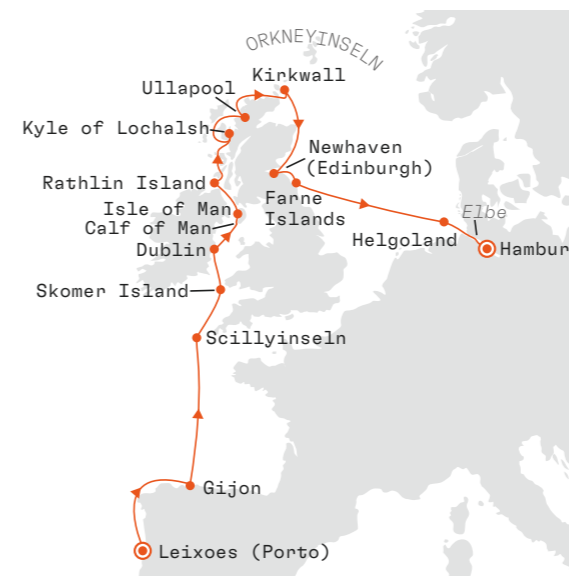 ORKNEYINSELN
Kirkwall
Ullapool
Kyle of Lochalsh
Newhaven
(Edinburgh)
Rathlin Island
Farne
Islands
Isle of Man
Calf of Man
Elbe
Helgoland
Hambur
Dublin
Skomer Island
Scillyinseln
Gijon
Leixoes (Porto)